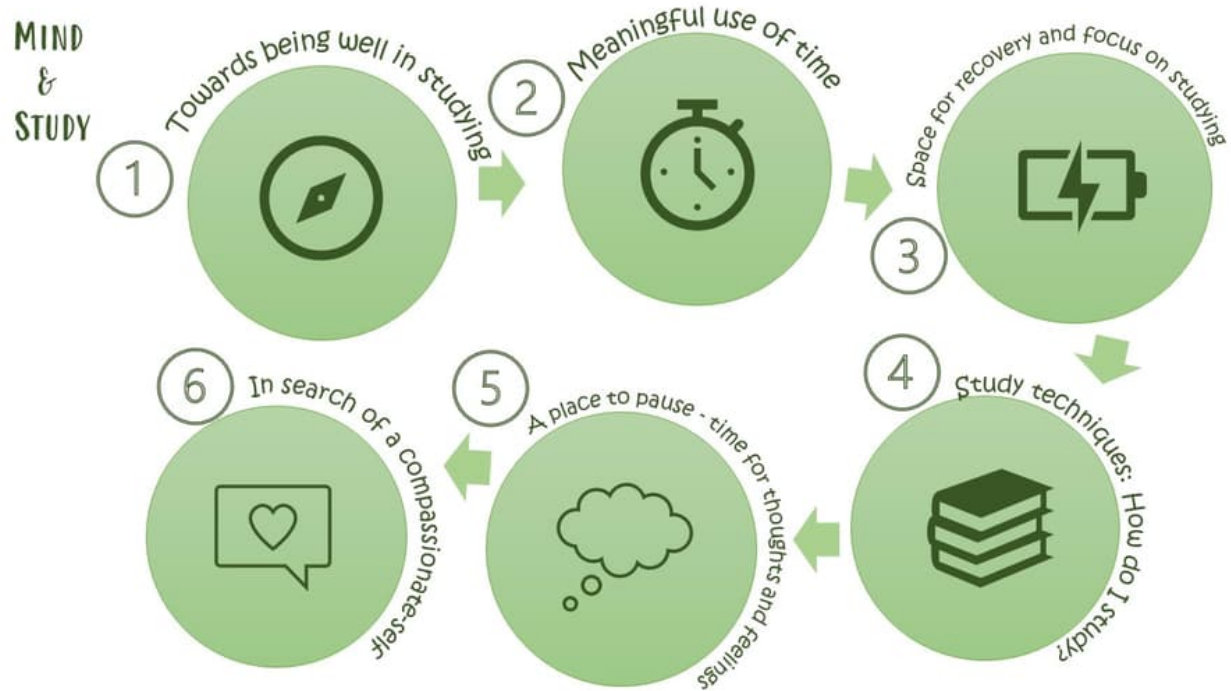 MIND
&
STUDY
1
Towards being well in studying
2
Meaningful use of time
3
Space for recovery and focus on studying
4
Study techniques: How do I study?
5
A place to pause - time for thoughts and feelings
6
In search of a compassionate-self